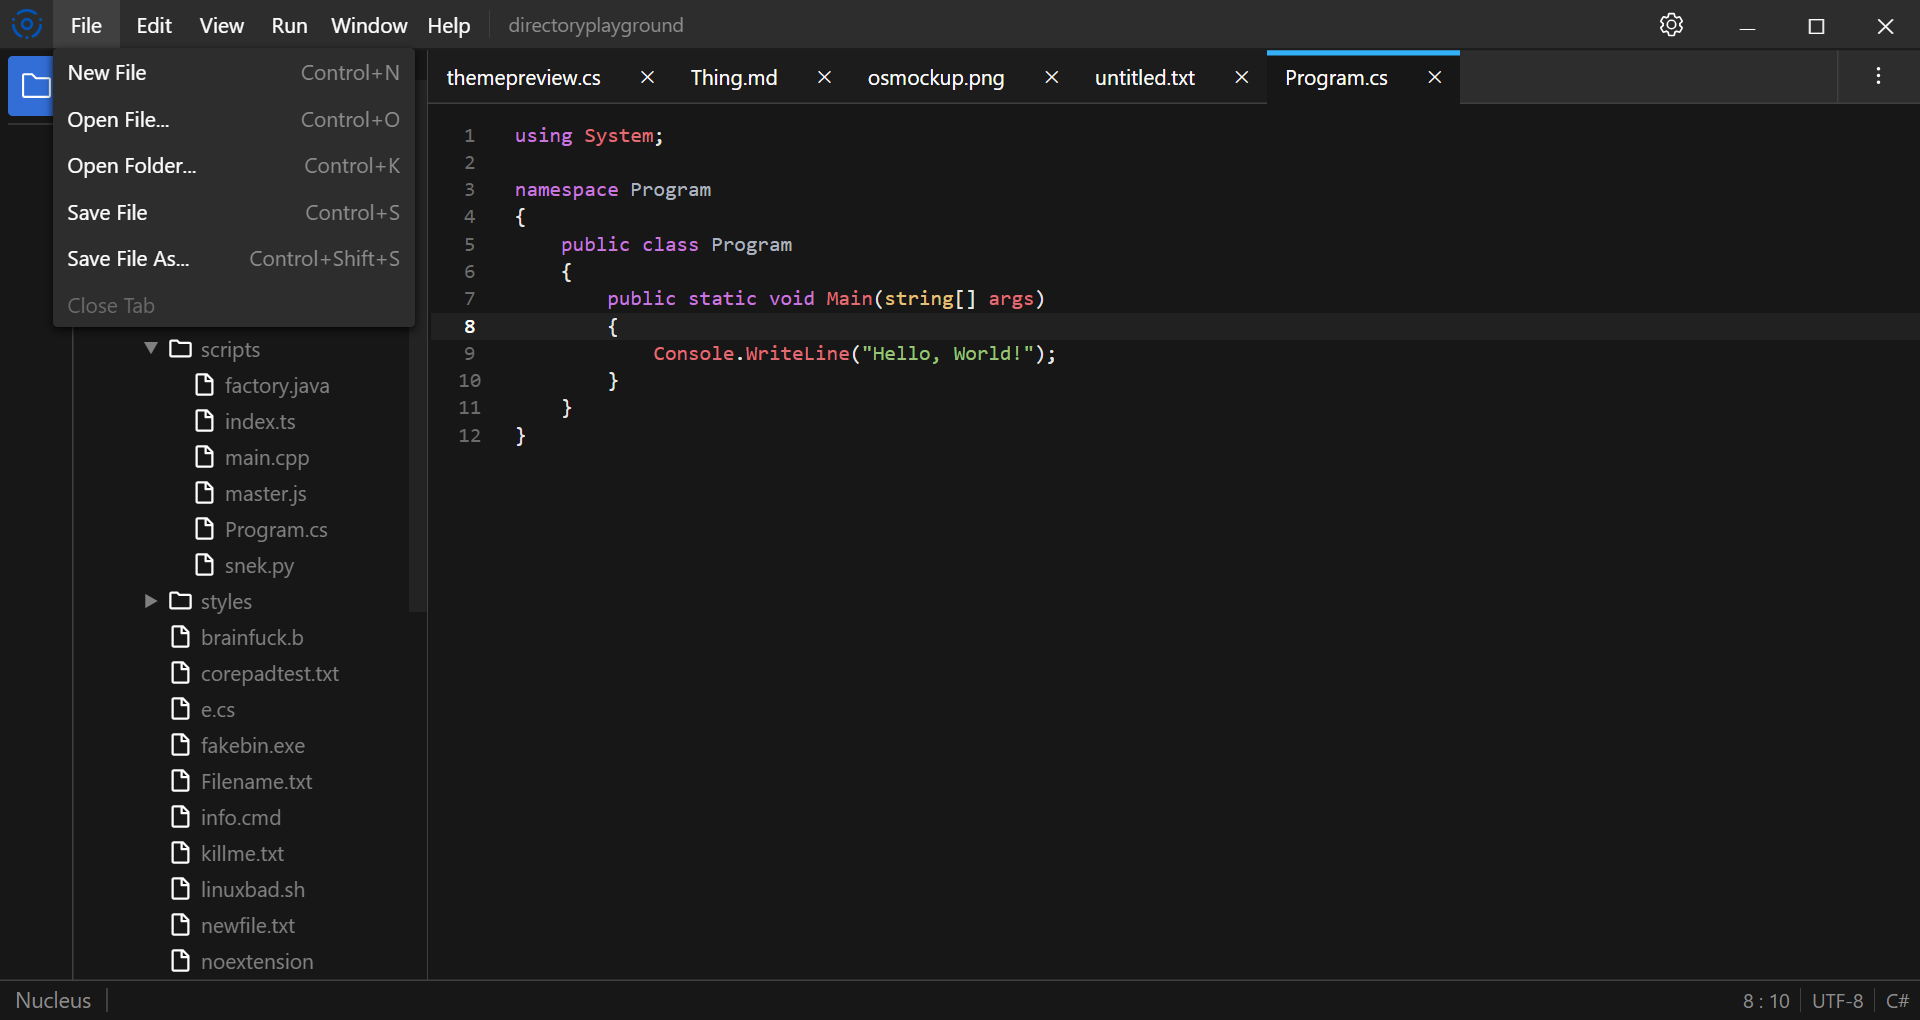 File Edit View Run Window Help directoryplayground
New File Control+N
Open File... Control+O
Open Folder... Control+K
Save File Control+S
Save File As... Control+Shift+S
Close Tab
scripts
factory.java
index.ts
main.cpp
master.js
Program.cs
snek.py
styles
brainfuck.b
corepadtest.txt
e.cs
fakebin.exe
Filename.txt
info.cmd
killme.txt
linuxbad.sh
newfile.txt
noextension
themepreview.cs Thing.md osmockup.png untitled.txt Program.cs
1 using System;
2
3 namespace Program
4 {
5     public class Program
6     {
7         public static void Main(string[] args)
8         {
9             Console.WriteLine("Hello, World!");
10         }
11     }
12 }
Nucleus 8 : 10 UTF-8 C#